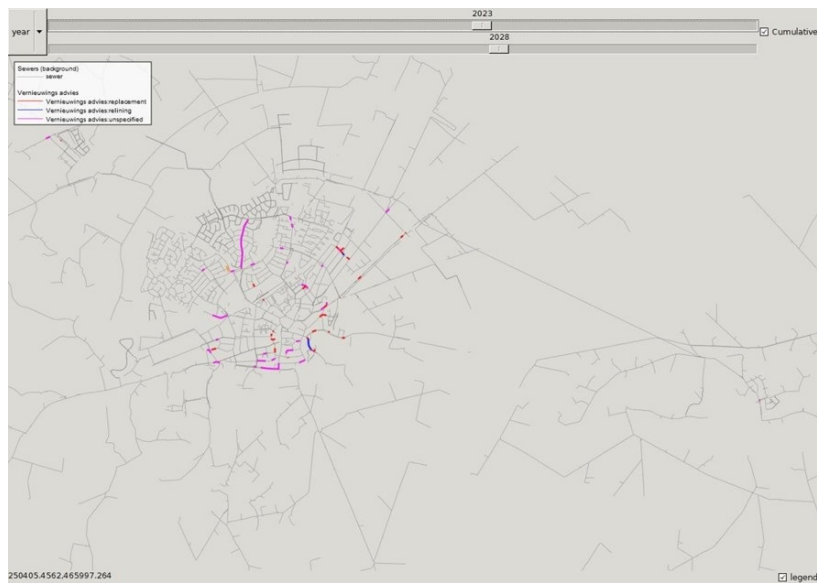 2023
year
Cumulative
2028
Sewers (background)
sewer
Vernieuwings advies
Vernieuwings advies:replacement
Vernieuwings advies:relining
Vernieuwings advies:unspecified
250405.4562,465997.264
legend